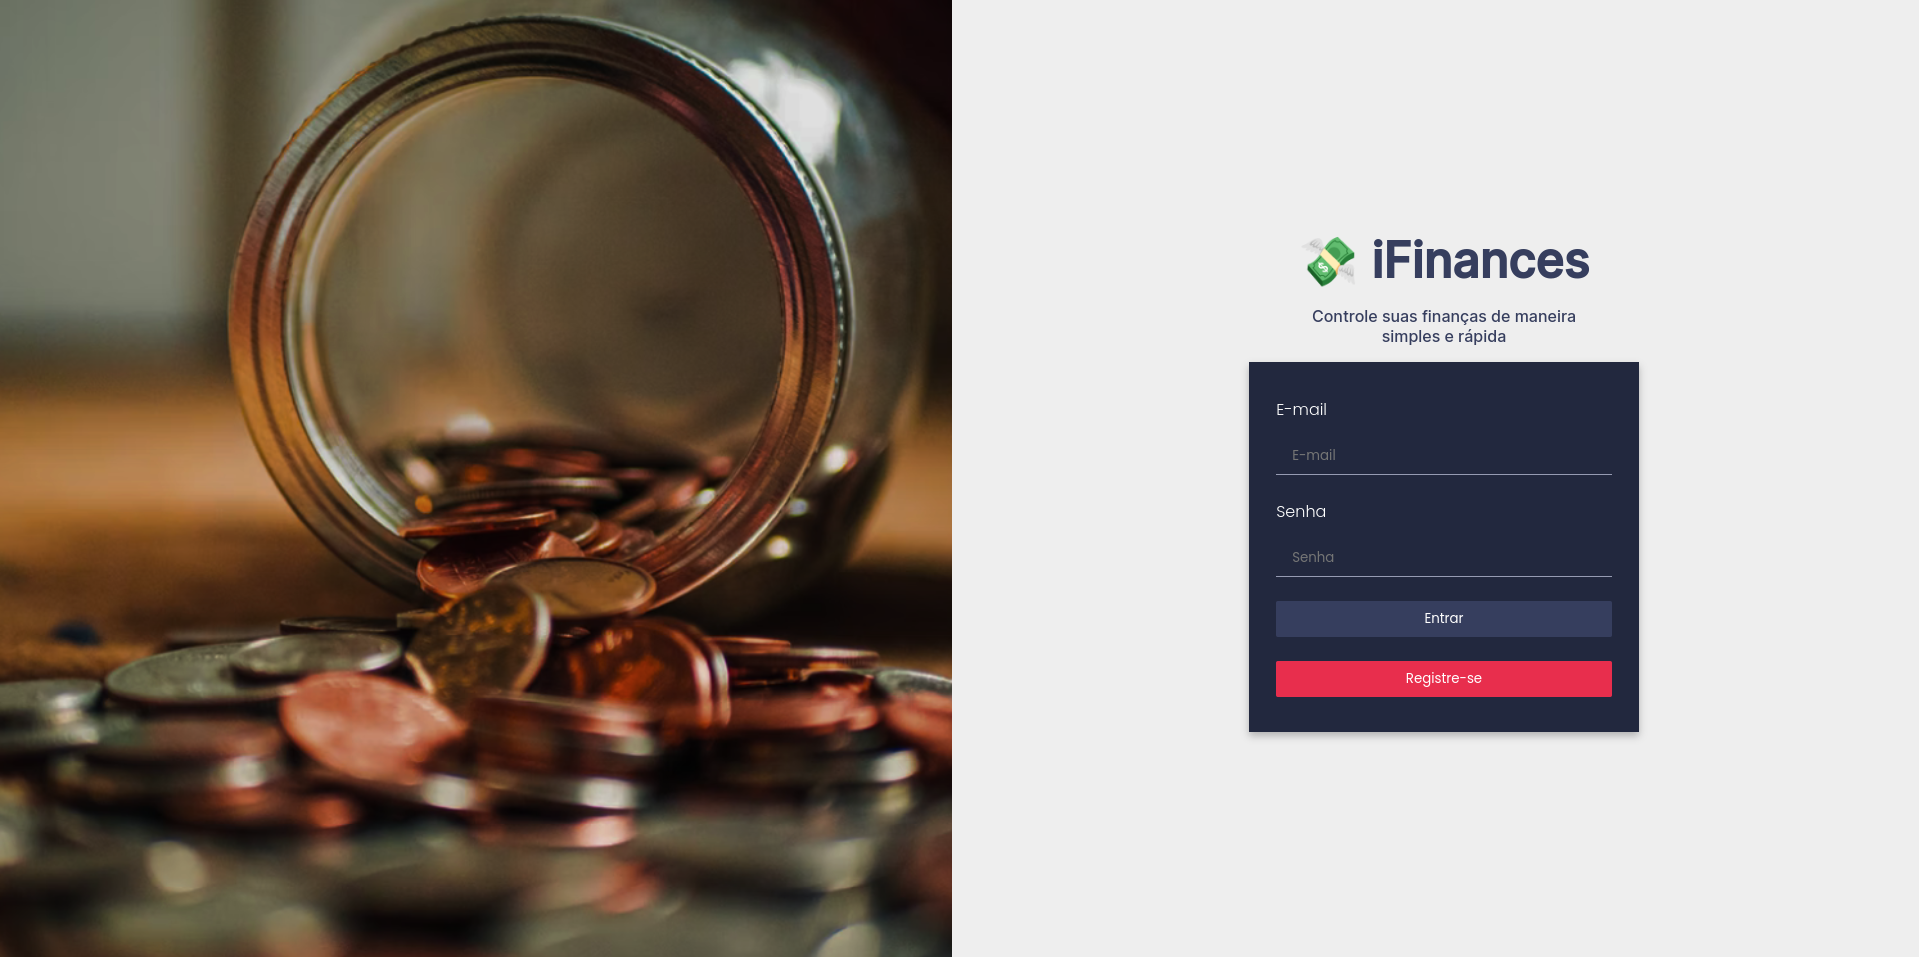 iFinances
Controle suas finanças de maneira
simples e rápida
E-mail
E-mail
Senha
Senha
Entrar
Registre-se